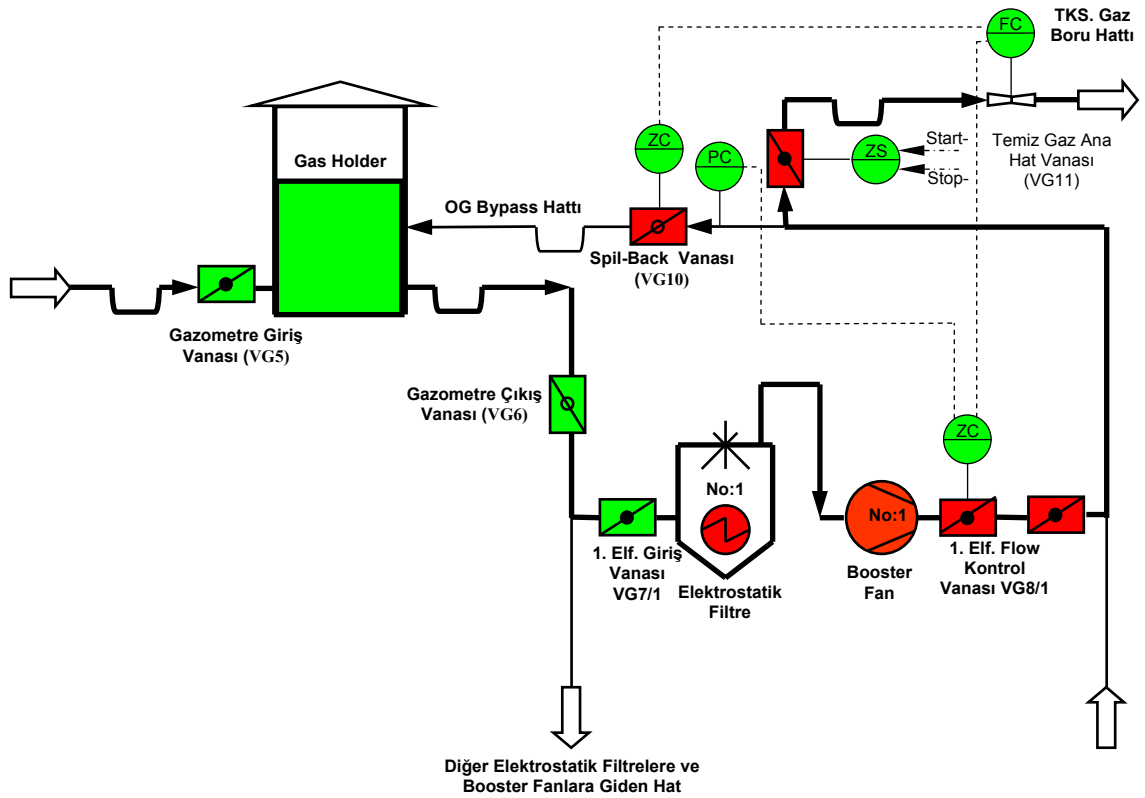 FC
TKS. Gaz
Boru Hattı
Gas Holder
ZC
PC
ZS
Start-
Stop-
Temiz Gaz Ana
Hat Vanası
(VG11)
OG Bypass Hattı
Spil-Back Vanası
(VG10)
Gazometre Giriş
Vanası (VG5)
Gazometre Çıkış
Vanası (VG6)
ZC
No:1
No:1
1. Elf. Giriş
Vanası
VG7/1
Elektrostatik
Filtre
Booster
Fan
1. Elf. Flow
Kontrol
Vanası VG8/1
Diğer Elektrostatik Filtrelere ve
Booster Fanlara Giden Hat